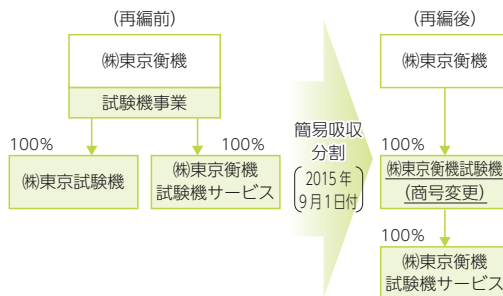 (再編前)
㈱東京衡機
試験機事業
100%
100%
㈱東京試験機
㈱東京衡機
試験機サービス
簡易吸収
分割
2015年
9月1日付
(再編後)
㈱東京衡機
100%
㈱東京衡機試験機
(商号変更)
100%
㈱東京衡機
試験機サービス